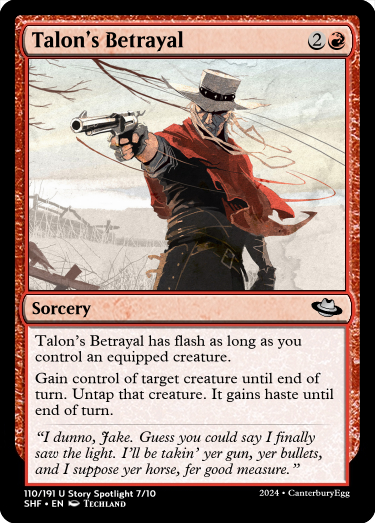 Talon's Betrayal 2
Sorcery
Talon's Betrayal has flash as long as you
control an equipped creature.
Gain control of target creature until end of
turn. Untap that creature. It gains haste until
end of turn.
“I dunno, Jake. Guess you could say I finally
saw the light. I'll be takin' yer gun, yer bullets,
and I suppose yer horse, fer good measure.”
110/191 U Story Spotlight 7/10
SHF • EN Techland
2024 • CanterburyEgg